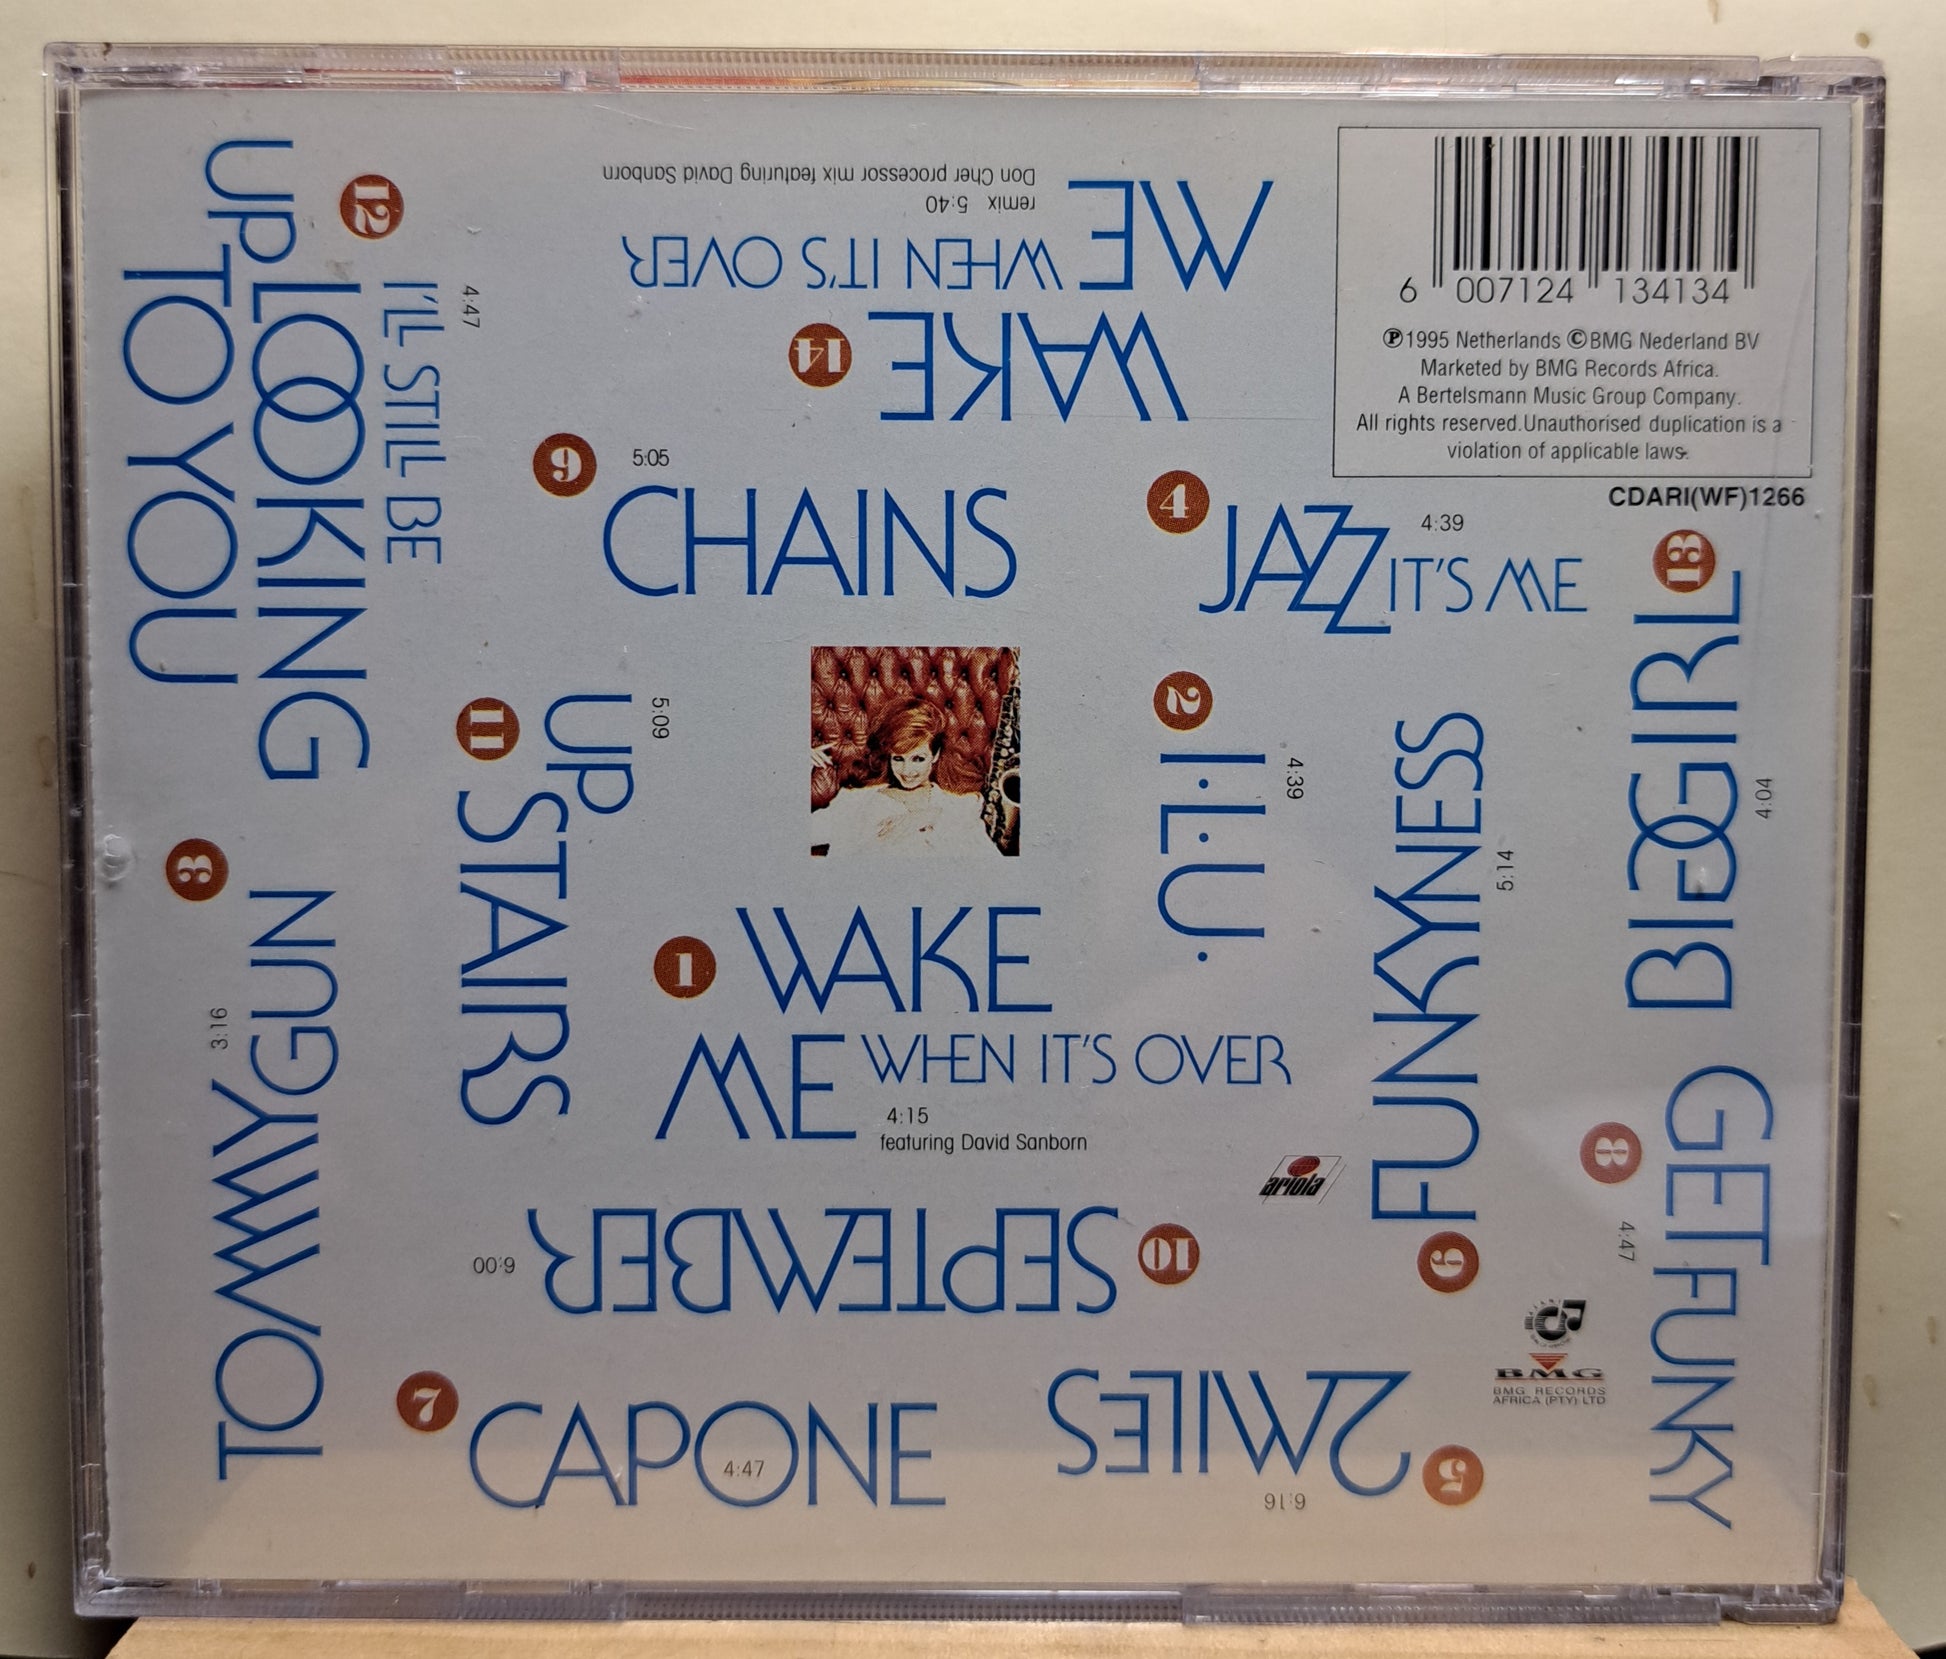 1
WAKE
ME WHEN IT'S OVER
4:15
featuring David Sanborn
2
I.L.U.
4:39
3
TOMMYGUN
3:16
4
JAZZ IT'S ME
4:39
5
2MILES
6:16
6
FUNKYNESS
5:14
7
CAPONE
4:47
8
GET FUNKY
4:47
9
CHAINS
5:05
10
SEPTEMBER
6:00
11
UP
STAIRS
5:09
12
I'LL STILL BE
UP LOOKING
TO YOU
4:47
13
BIGGIRL
4:04
14
WAKE
ME WHEN IT'S OVER
remix 5:40
Don Cher processor mix featuring David Sanborn
6 007124 134134
℗1995 Netherlands ©BMG Nederland BV
Marketed by BMG Records Africa.
A Bertelsmann Music Group Company.
All rights reserved.Unauthorised duplication is a
violation of applicable laws.
CDARI(WF)1266
ariola
BMG
BMG RECORDS
AFRICA (PTY) LTD